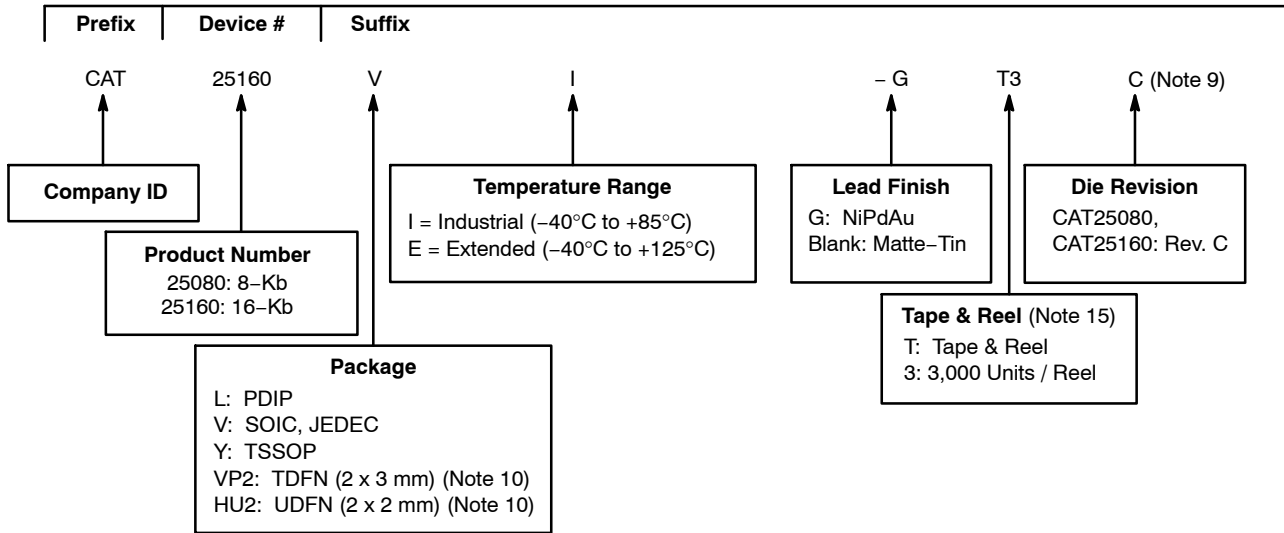 Prefix Device # Suffix
CAT 25160 V I – G T3 C (Note 9)
Company ID
Product Number
25080: 8−Kb
25160: 16−Kb
Package
L: PDIP
V: SOIC, JEDEC
Y: TSSOP
VP2: TDFN (2 x 3 mm) (Note 10)
HU2: UDFN (2 x 2 mm) (Note 10)
Temperature Range
I = Industrial (−40°C to +85°C)
E = Extended (−40°C to +125°C)
Lead Finish
G: NiPdAu
Blank: Matte−Tin
Tape & Reel (Note 15)
T: Tape & Reel
3: 3,000 Units / Reel
Die Revision
CAT25080,
CAT25160: Rev. C